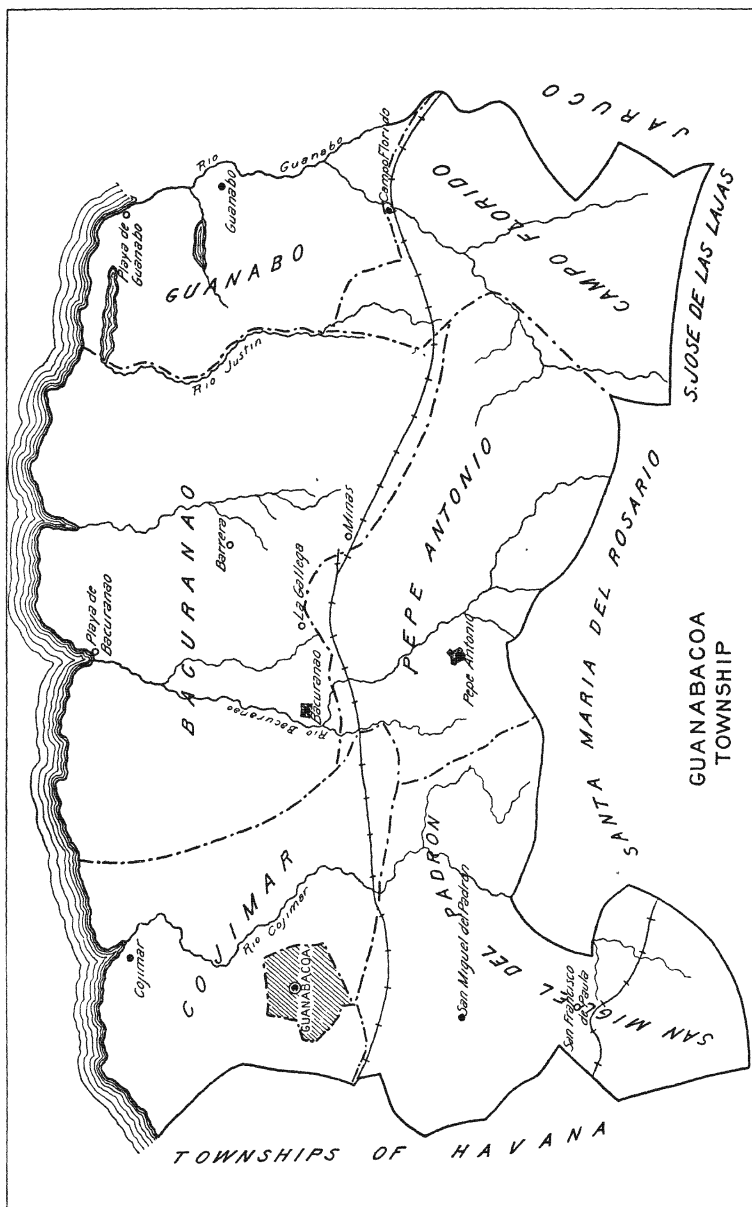 JARUCO
Rio Guanabo
Playa de
Guanabo
Guanabo
Campo Florido
GUANABO
CAMPO FLORIDO
S. JOSE DE LAS LAJAS
Rio Justin
BACURANAO
Barrera
Minas
Playa de
Bacuranao
La Gallega
PEPE ANTONIO
Rio Bacuranao
Bacuranao
Pepe Antonio
SANTA MARIA DEL ROSARIO
COJIMAR
Cojimar
Rio Cojimar
GUANABACOA
San Miguel del Padron
SAN MIGUEL DEL PADRON
San Francisco
de Paula
TOWNSHIPS OF HAVANA
GUANABACOA
TOWNSHIP